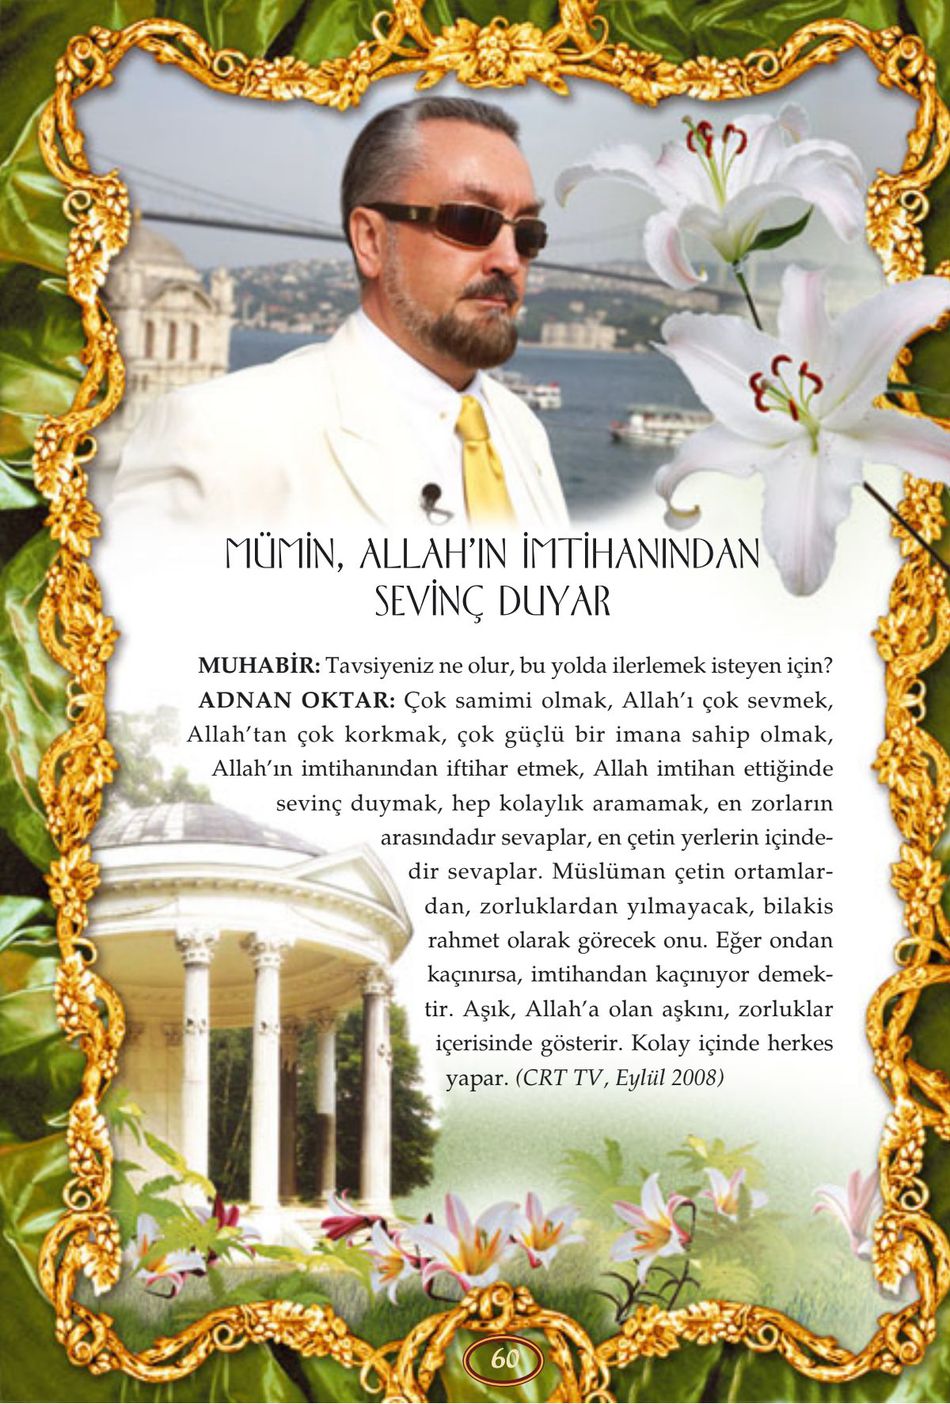 MÜMİN, ALLAH'IN İMTİHANINDAN
SEVİNÇ DUYAR
MUHABİR: Tavsiyeniz ne olur, bu yolda ilerlemek isteyen için?
ADNAN OKTAR: Çok samimi olmak, Allah'ı çok sevmek,
Allah'tan çok korkmak, çok güçlü bir imana sahip olmak,
Allah'ın imtihanından iftihar etmek, Allah imtihan ettiğinde
sevinç duymak, hep kolaylık aramamak, en zorların
arasındadır sevaplar, en çetin yerlerin içinde-
dir sevaplar. Müslüman çetin ortamlar-
dan, zorluklardan yılmayacak, bilakis
rahmet olarak görecek onu. Eğer ondan
kaçınırsa, imtihandan kaçınıyor demek-
tir. Aşık, Allah'a olan aşkını, zorluklar
içerisinde gösterir. Kolay içinde herkes
yapar. (CRT TV, Eylül 2008)
60